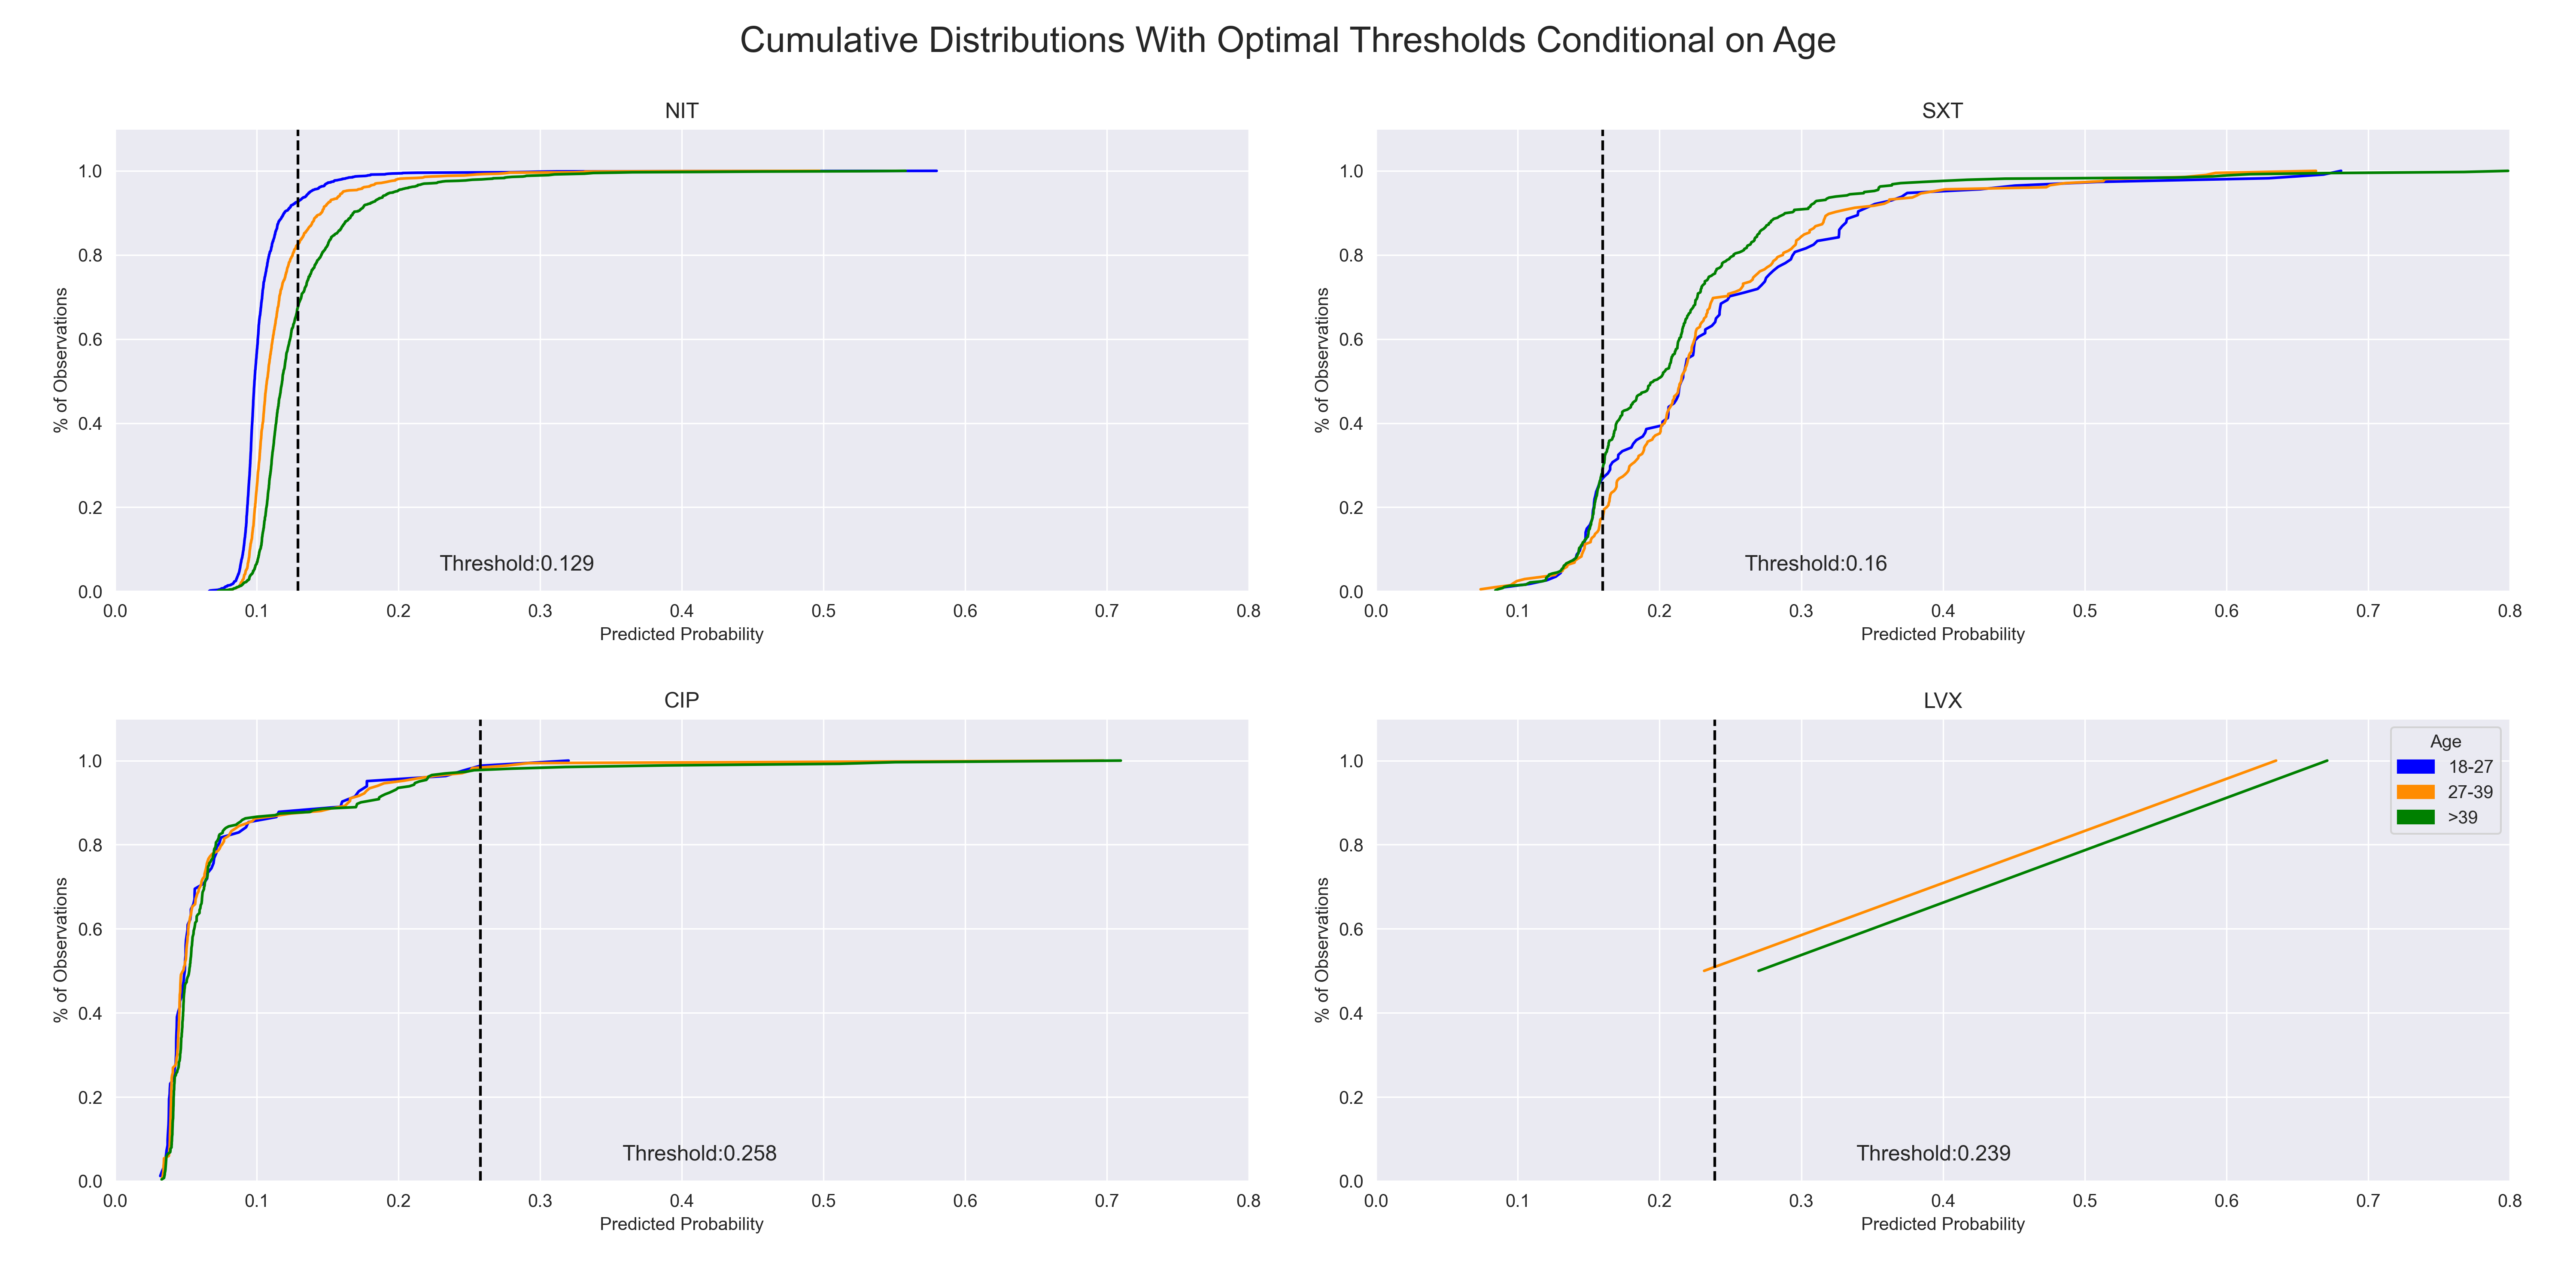 Cumulative Distributions With Optimal Thresholds Conditional on Age
NIT
% of Observations
1.0
0.8
0.6
0.4
0.2
0.0
Threshold:0.129
0.0 0.1 0.2 0.3 0.4 0.5 0.6 0.7 0.8
Predicted Probability
SXT
% of Observations
1.0
0.8
0.6
0.4
0.2
0.0
Threshold:0.16
0.0 0.1 0.2 0.3 0.4 0.5 0.6 0.7 0.8
Predicted Probability
CIP
% of Observations
1.0
0.8
0.6
0.4
0.2
0.0
Threshold:0.258
0.0 0.1 0.2 0.3 0.4 0.5 0.6 0.7 0.8
Predicted Probability
LVX
% of Observations
1.0
0.8
0.6
0.4
0.2
0.0
Age
18-27
27-39
>39
Threshold:0.239
0.0 0.1 0.2 0.3 0.4 0.5 0.6 0.7 0.8
Predicted Probability